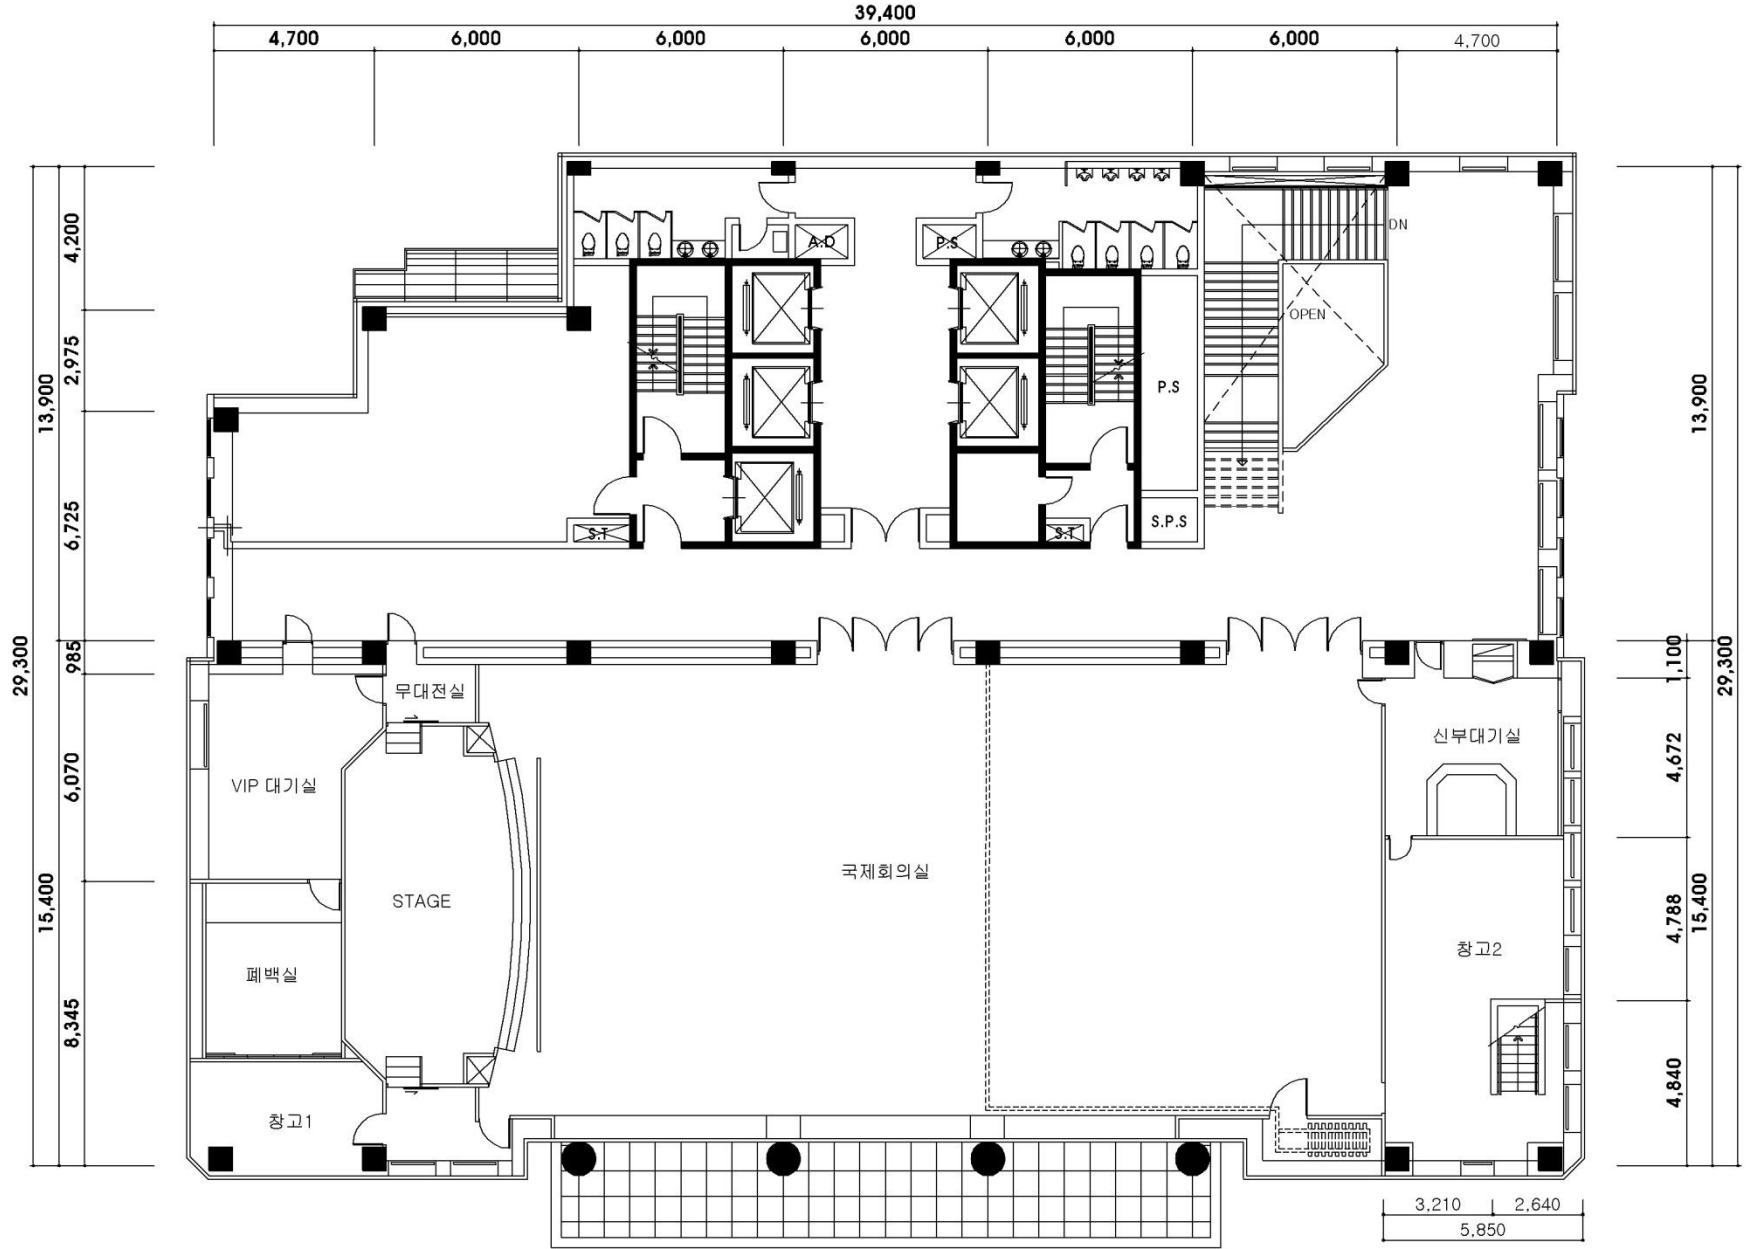 39,400
4,700 6,000 6,000 6,000 6,000 6,000 4,700
4,200
DN
A.D
P.S
OPEN
2,975
13,900
13,900
P.S
6,725
S.T
S.T
S.P.S
29,300
985
1,100
29,300
무대전실
신부대기실
4,672
VIP 대기실
6,070
국제회의실
STAGE
15,400
4,788
15,400
창고2
폐백실
8,345
4,840
창고1
3,210 2,640
5,850